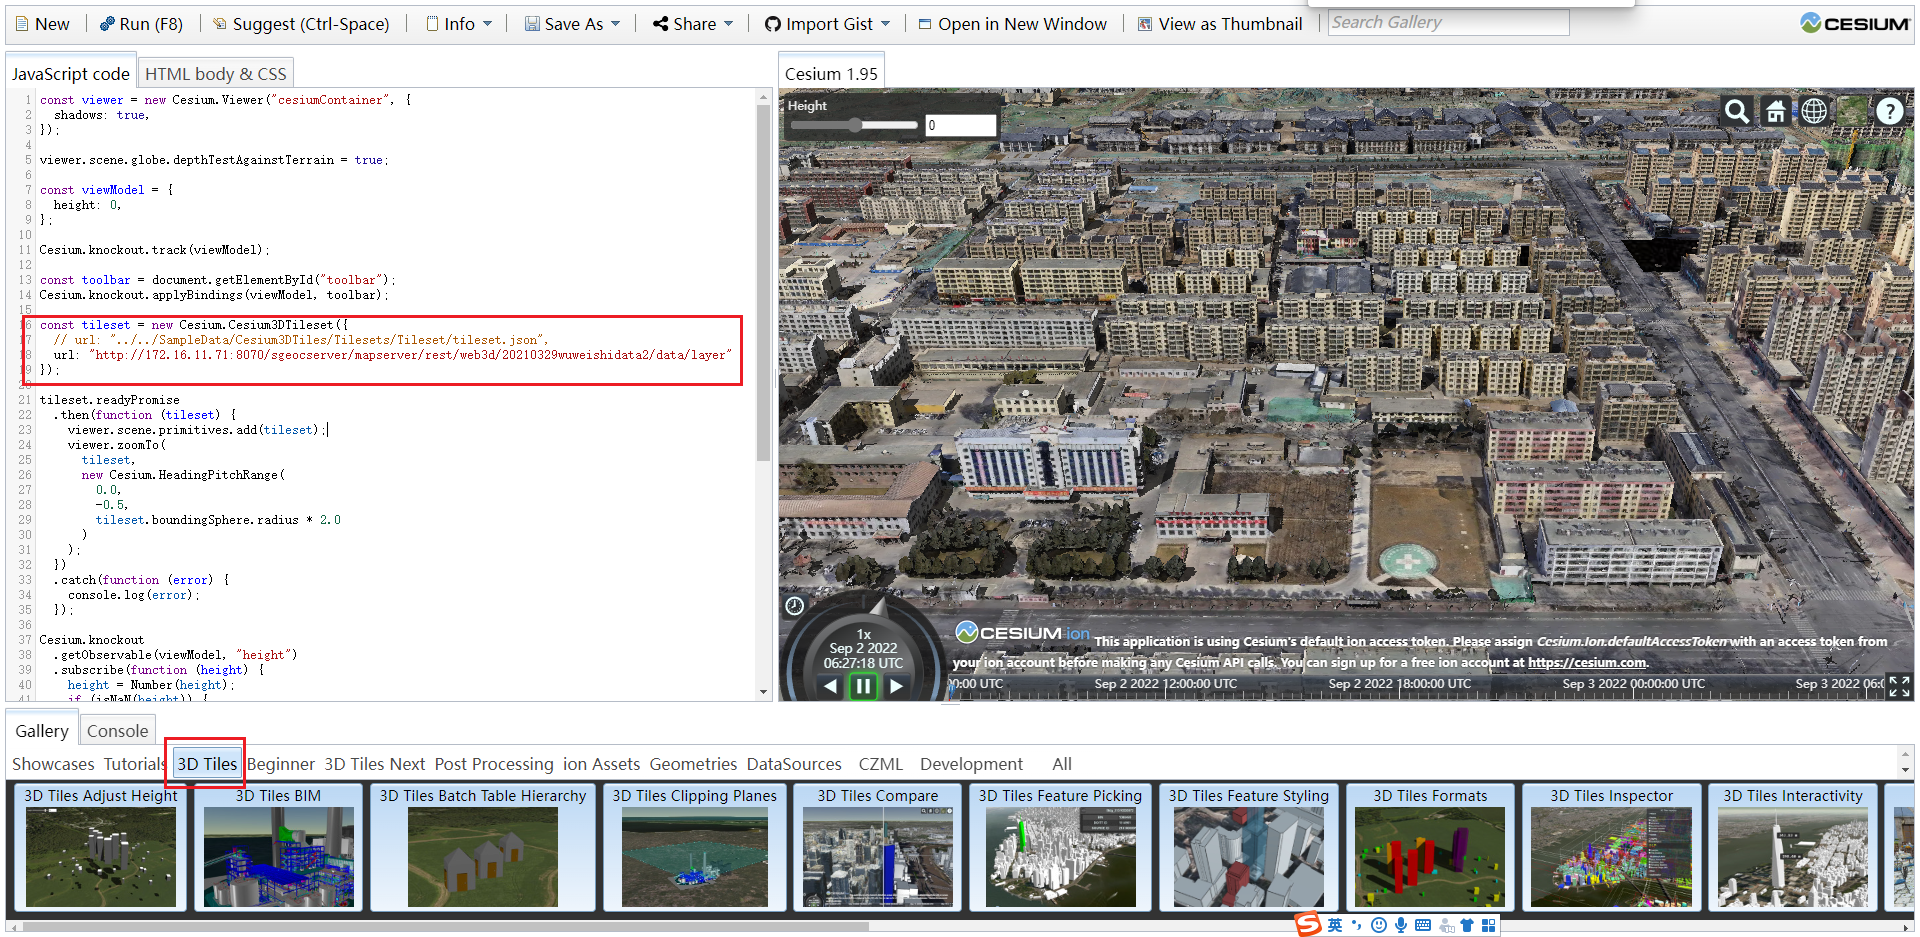 New Run (F8) Suggest (Ctrl-Space) Info Save As Share Import Gist Open in New Window View as Thumbnail Search Gallery CESIUM
JavaScript code HTML body & CSS
Cesium 1.95
1 const viewer = new Cesium.Viewer("cesiumContainer", {
2 shadows: true,
3 });
4
5 viewer.scene.globe.depthTestAgainstTerrain = true;
6
7 const viewModel = {
8 height: 0,
9 };
10
11 Cesium.knockout.track(viewModel);
12
13 const toolbar = document.getElementById("toolbar");
14 Cesium.knockout.applyBindings(viewModel, toolbar);
15
16 const tileset = new Cesium.Cesium3DTileset({
17 // url: "../../SampleData/Cesium3DTiles/Tilesets/Tileset/tileset.json",
18 url: "http://172.16.11.71:8070/sgeocserver/mapserver/rest/web3d/20210329wuweishidata2/data/layer"
19 });
20
21 tileset.readyPromise
22 .then(function (tileset) {
23 viewer.scene.primitives.add(tileset);
24 viewer.zoomTo(
25 tileset,
26 new Cesium.HeadingPitchRange(
27 0.0,
28 -0.5,
29 tileset.boundingSphere.radius * 2.0
30 )
31 );
32 })
33 .catch(function (error) {
34 console.log(error);
35 });
36
37 Cesium.knockout
38 .getObservable(viewModel, "height")
39 .subscribe(function (height) {
40 height = Number(height);
41 if (isNaN(height)) {
Height
0
?
1x
Sep 2 2022
06:27:18 UTC
CESIUM ion This application is using Cesium's default ion access token. Please assign Cesium.Ion.defaultAccessToken with an access token from
your ion account before making any Cesium API calls. You can sign up for a free ion account at https://cesium.com.
00:00 UTC Sep 2 2022 12:00:00 UTC Sep 2 2022 18:00:00 UTC Sep 3 2022 00:00:00 UTC Sep 3 2022 06:0
Gallery Console
Showcases Tutorials 3D Tiles Beginner 3D Tiles Next Post Processing ion Assets Geometries DataSources CZML Development All
3D Tiles Adjust Height 3D Tiles BIM 3D Tiles Batch Table Hierarchy 3D Tiles Clipping Planes 3D Tiles Compare 3D Tiles Feature Picking 3D Tiles Feature Styling 3D Tiles Formats 3D Tiles Inspector 3D Tiles Interactivity
S 英